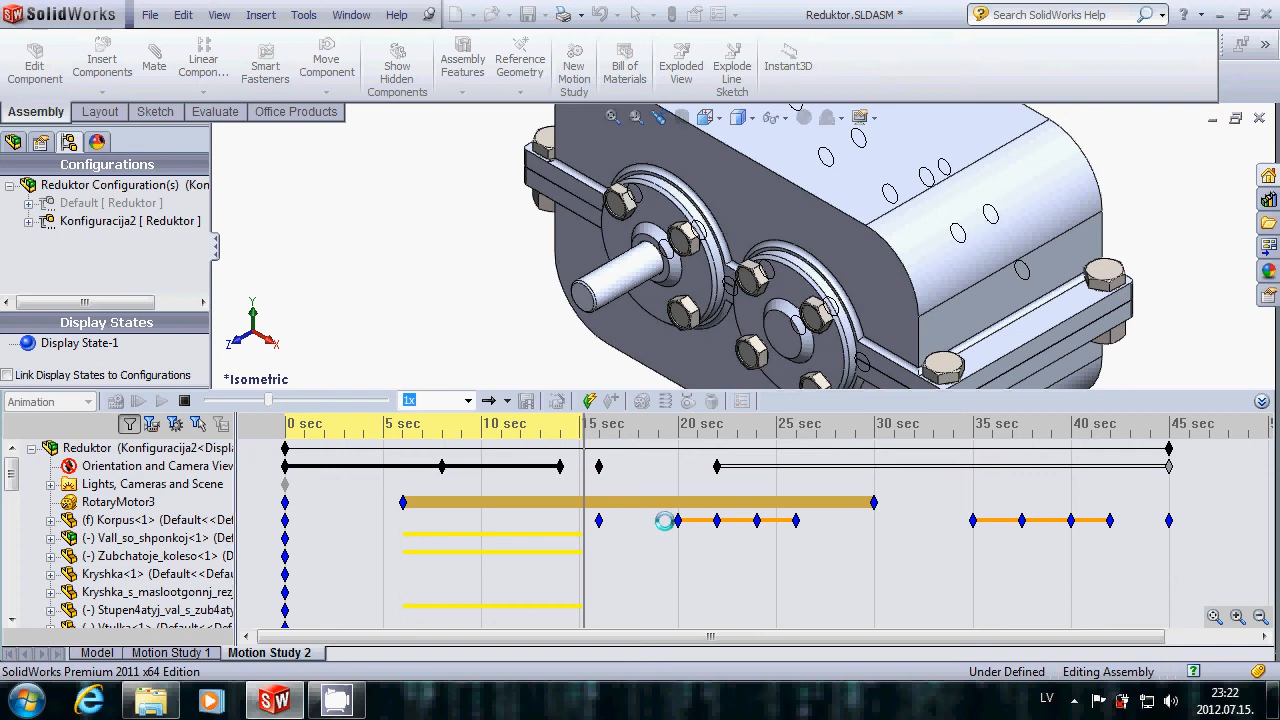 SolidWorks File Edit View Insert Tools Window Help Reduktor.SLDASM * Search SolidWorks Help
Edit Component
Insert Components
Mate
Linear Compon...
Smart Fasteners
Move Component
Show Hidden Components
Assembly Features
Reference Geometry
New Motion Study
Bill of Materials
Exploded View
Explode Line Sketch
Instant3D
Assembly Layout Sketch Evaluate Office Products
Configurations
Reduktor Configuration(s) (Kon
Default [ Reduktor ]
Konfiguracija2 [ Reduktor ]
Display States
Display State-1
Link Display States to Configurations
Y
Z
X
*Isometric
Animation 1x
0 sec 5 sec 10 sec 15 sec 20 sec 25 sec 30 sec 35 sec 40 sec 45 sec
Reduktor (Konfiguracija2<Displa
Orientation and Camera View
Lights, Cameras and Scene
RotaryMotor3
(f) Korpus<1> (Default<<Defa
(-) Vall_so_shponkoj<1> (Defa
(-) Zubchatoje_koleso<1> (De
Kryshka<1> (Default<<Defau
Kryshka_s_maslootgonnj_rez
(-) Stupen4atyj_val_s_zub4at
Model Motion Study 1 Motion Study 2
SolidWorks Premium 2011 x64 Edition Under Defined Editing Assembly
LV 23:22
2012.07.15.